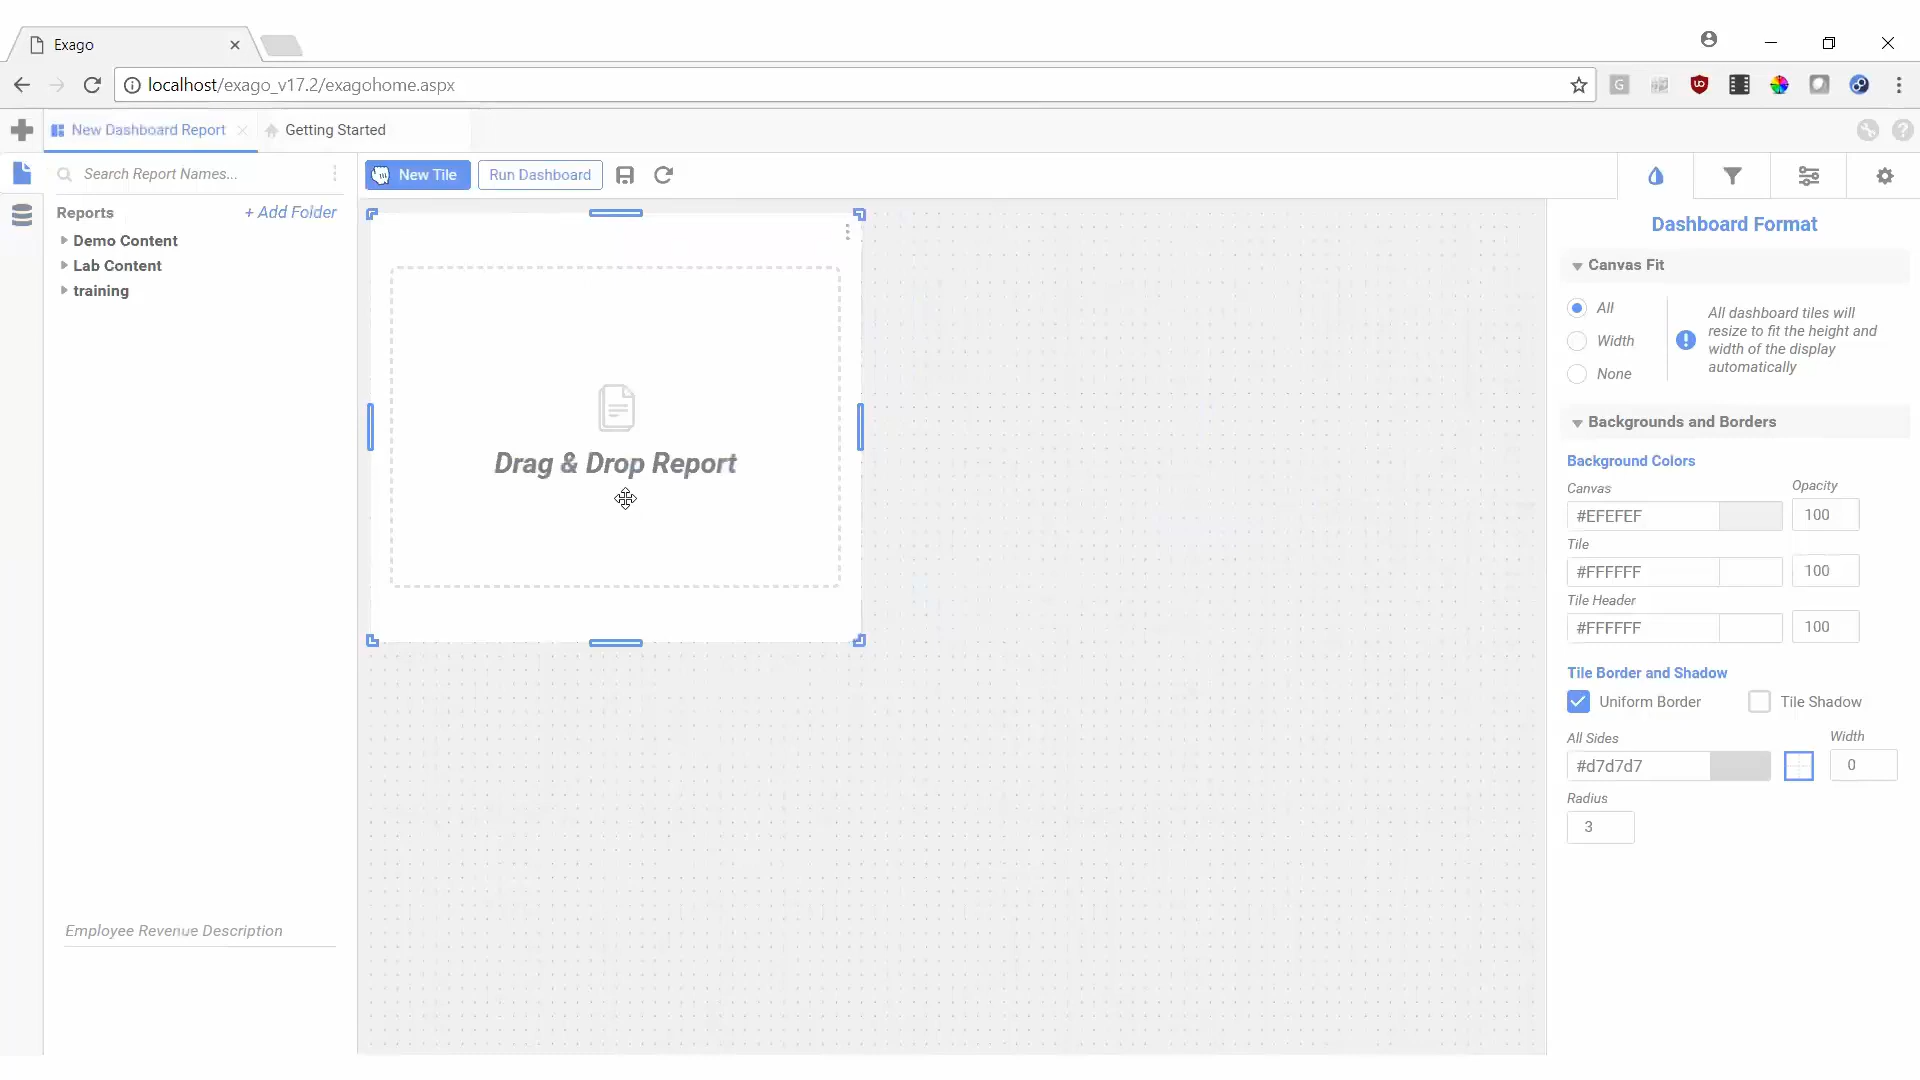 Exago
localhost/exago_v17.2/exagohome.aspx
New Dashboard Report
Getting Started
Search Report Names...
New Tile
Run Dashboard
Reports
+ Add Folder
Demo Content
Lab Content
training
Employee Revenue Description
Drag & Drop Report
Dashboard Format
Canvas Fit
All
Width
None
All dashboard tiles will
resize to fit the height and
width of the display
automatically
Backgrounds and Borders
Background Colors
Canvas
Opacity
#EFEFEF
100
Tile
#FFFFFF
100
Tile Header
#FFFFFF
100
Tile Border and Shadow
Uniform Border
Tile Shadow
All Sides
Width
#d7d7d7
0
Radius
3